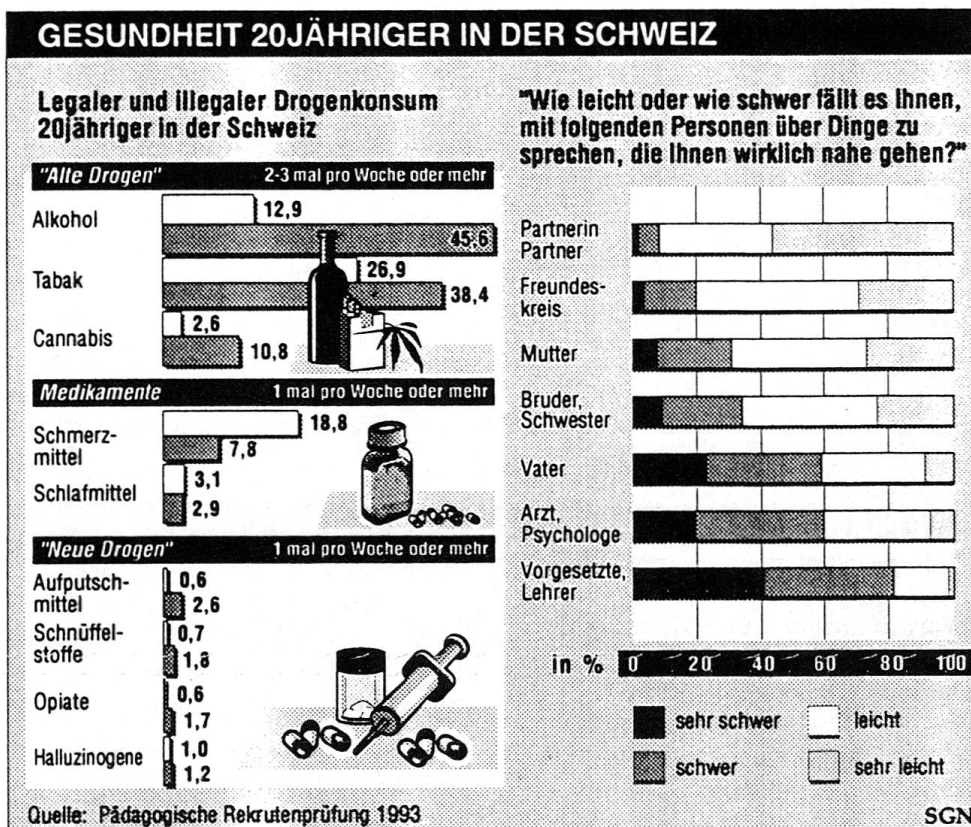 GESUNDHEIT 20JÄHRIGER IN DER SCHWEIZ
Legaler und illegaler Drogenkonsum
20jähriger in der Schweiz
"Alte Drogen" 2-3 mal pro Woche oder mehr
Alkohol
12,9
45,6
Tabak
26,9
38,4
Cannabis
2,6
10,8
Medikamente 1 mal pro Woche oder mehr
Schmerz-
mittel
18,8
7,8
Schlafmittel
3,1
2,9
"Neue Drogen" 1 mal pro Woche oder mehr
Aufputsch-
mittel
0,6
2,6
Schnüffel-
stoffe
0,7
1,8
Opiate
0,6
1,7
Halluzinogene
1,0
1,2
Quelle: Pädagogische Rekrutenprüfung 1993
"Wie leicht oder wie schwer fällt es Ihnen,
mit folgenden Personen über Dinge zu
sprechen, die Ihnen wirklich nahe gehen?"
Partnerin
Partner
Freundes-
kreis
Mutter
Bruder,
Schwester
Vater
Arzt,
Psychologe
Vorgesetzte,
Lehrer
in % 0 20 40 60 80 100
sehr schwer leicht
schwer sehr leicht
SGN